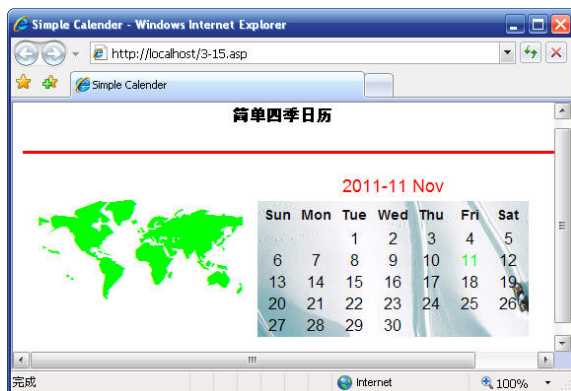 Simple Calender - Windows Internet Explorer
http://localhost/3-15.asp
Simple Calender
简单四季日历
2011-11 Nov
Sun Mon Tue Wed Thu Fri Sat
1 2 3 4 5
6 7 8 9 10 11 12
13 14 15 16 17 18 19
20 21 22 23 24 25 26
27 28 29 30
完成 Internet 100%